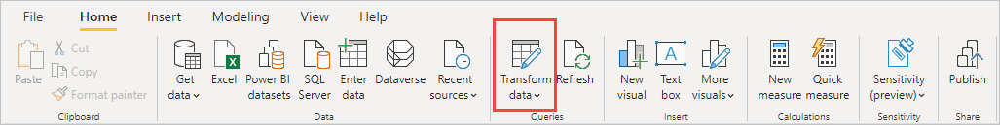 File Home Insert Modeling View Help
Paste
Cut
Copy
Format painter
Clipboard
Get data
Excel
Power BI datasets
SQL Server
Enter data
Dataverse
Recent sources
Data
Transform data
Refresh
Queries
New visual
Text box
More visuals
Insert
New measure
Quick measure
Calculations
Sensitivity (preview)
Sensitivity
Publish
Share